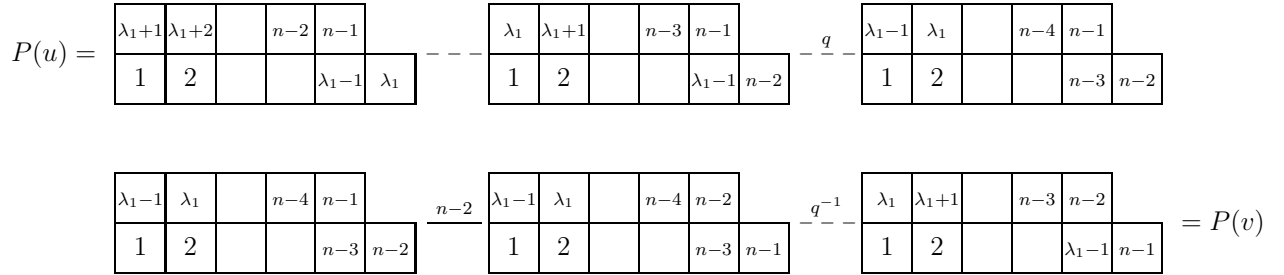 λ₁+1 λ₂+2 n−2 n−1 λ₁ λ₁+1 n−3 n−1 q λ₁−1 λ₁ n−4 n−1
P(u) =
1 2 λ₁−1 λ₁ 1 2 λ₁−1 n−2 1 2 n−3 n−2
λ₁−1 λ₁ n−4 n−1 n−2 λ₁−1 λ₁ n−4 n−2 q⁻¹ λ₁ λ₁+1 n−3 n−2
= P(v)
1 2 n−3 n−2 1 2 n−3 n−1 1 2 λ₁−1 n−1